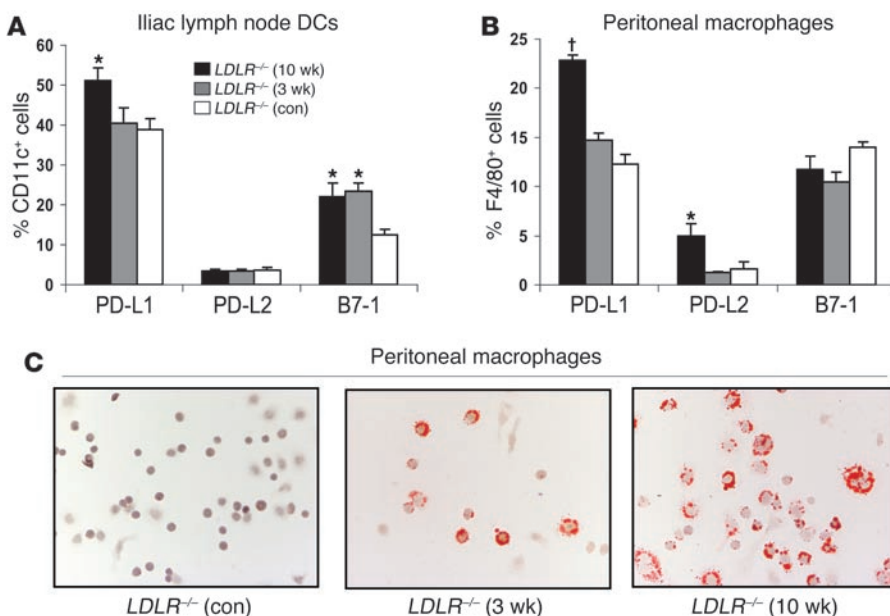 A
Iliac lymph node DCs
% CD11c⁺ cells
60
50
40
30
20
10
0
*
* *
LDLR⁻/⁻ (10 wk)
LDLR⁻/⁻ (3 wk)
LDLR⁻/⁻ (con)
PD-L1 PD-L2 B7-1
B
Peritoneal macrophages
% F4/80⁺ cells
25
20
15
10
5
0
†
*
PD-L1 PD-L2 B7-1
C
Peritoneal macrophages
LDLR⁻/⁻ (con) LDLR⁻/⁻ (3 wk) LDLR⁻/⁻ (10 wk)